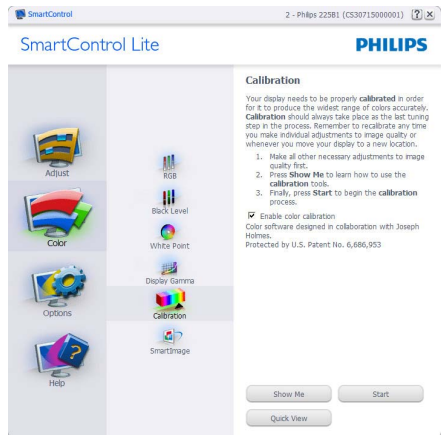 SmartControl
2 - Philips 225B1 (CS30715000001)
SmartControl Lite
PHILIPS
Adjust
Color
Options
Help
RGB
Black Level
White Point
Display Gamma
Calibration
SmartImage
Calibration
Your display needs to be properly calibrated in order
for it to produce the widest range of colors accurately.
Calibration should always take place as the last tuning
step in the process. Remember to recalibrate any time
you make individual adjustments to image quality or
whenever you move your display to a new location.
1. Make all other necessary adjustments to image
quality first.
2. Press Show Me to learn how to use the
calibration tools.
3. Finally, press Start to begin the calibration
process.
Enable color calibration
Color software designed in collaboration with Joseph
Holmes.
Protected by U.S. Patent No. 6,686,953
Show Me
Start
Quick View